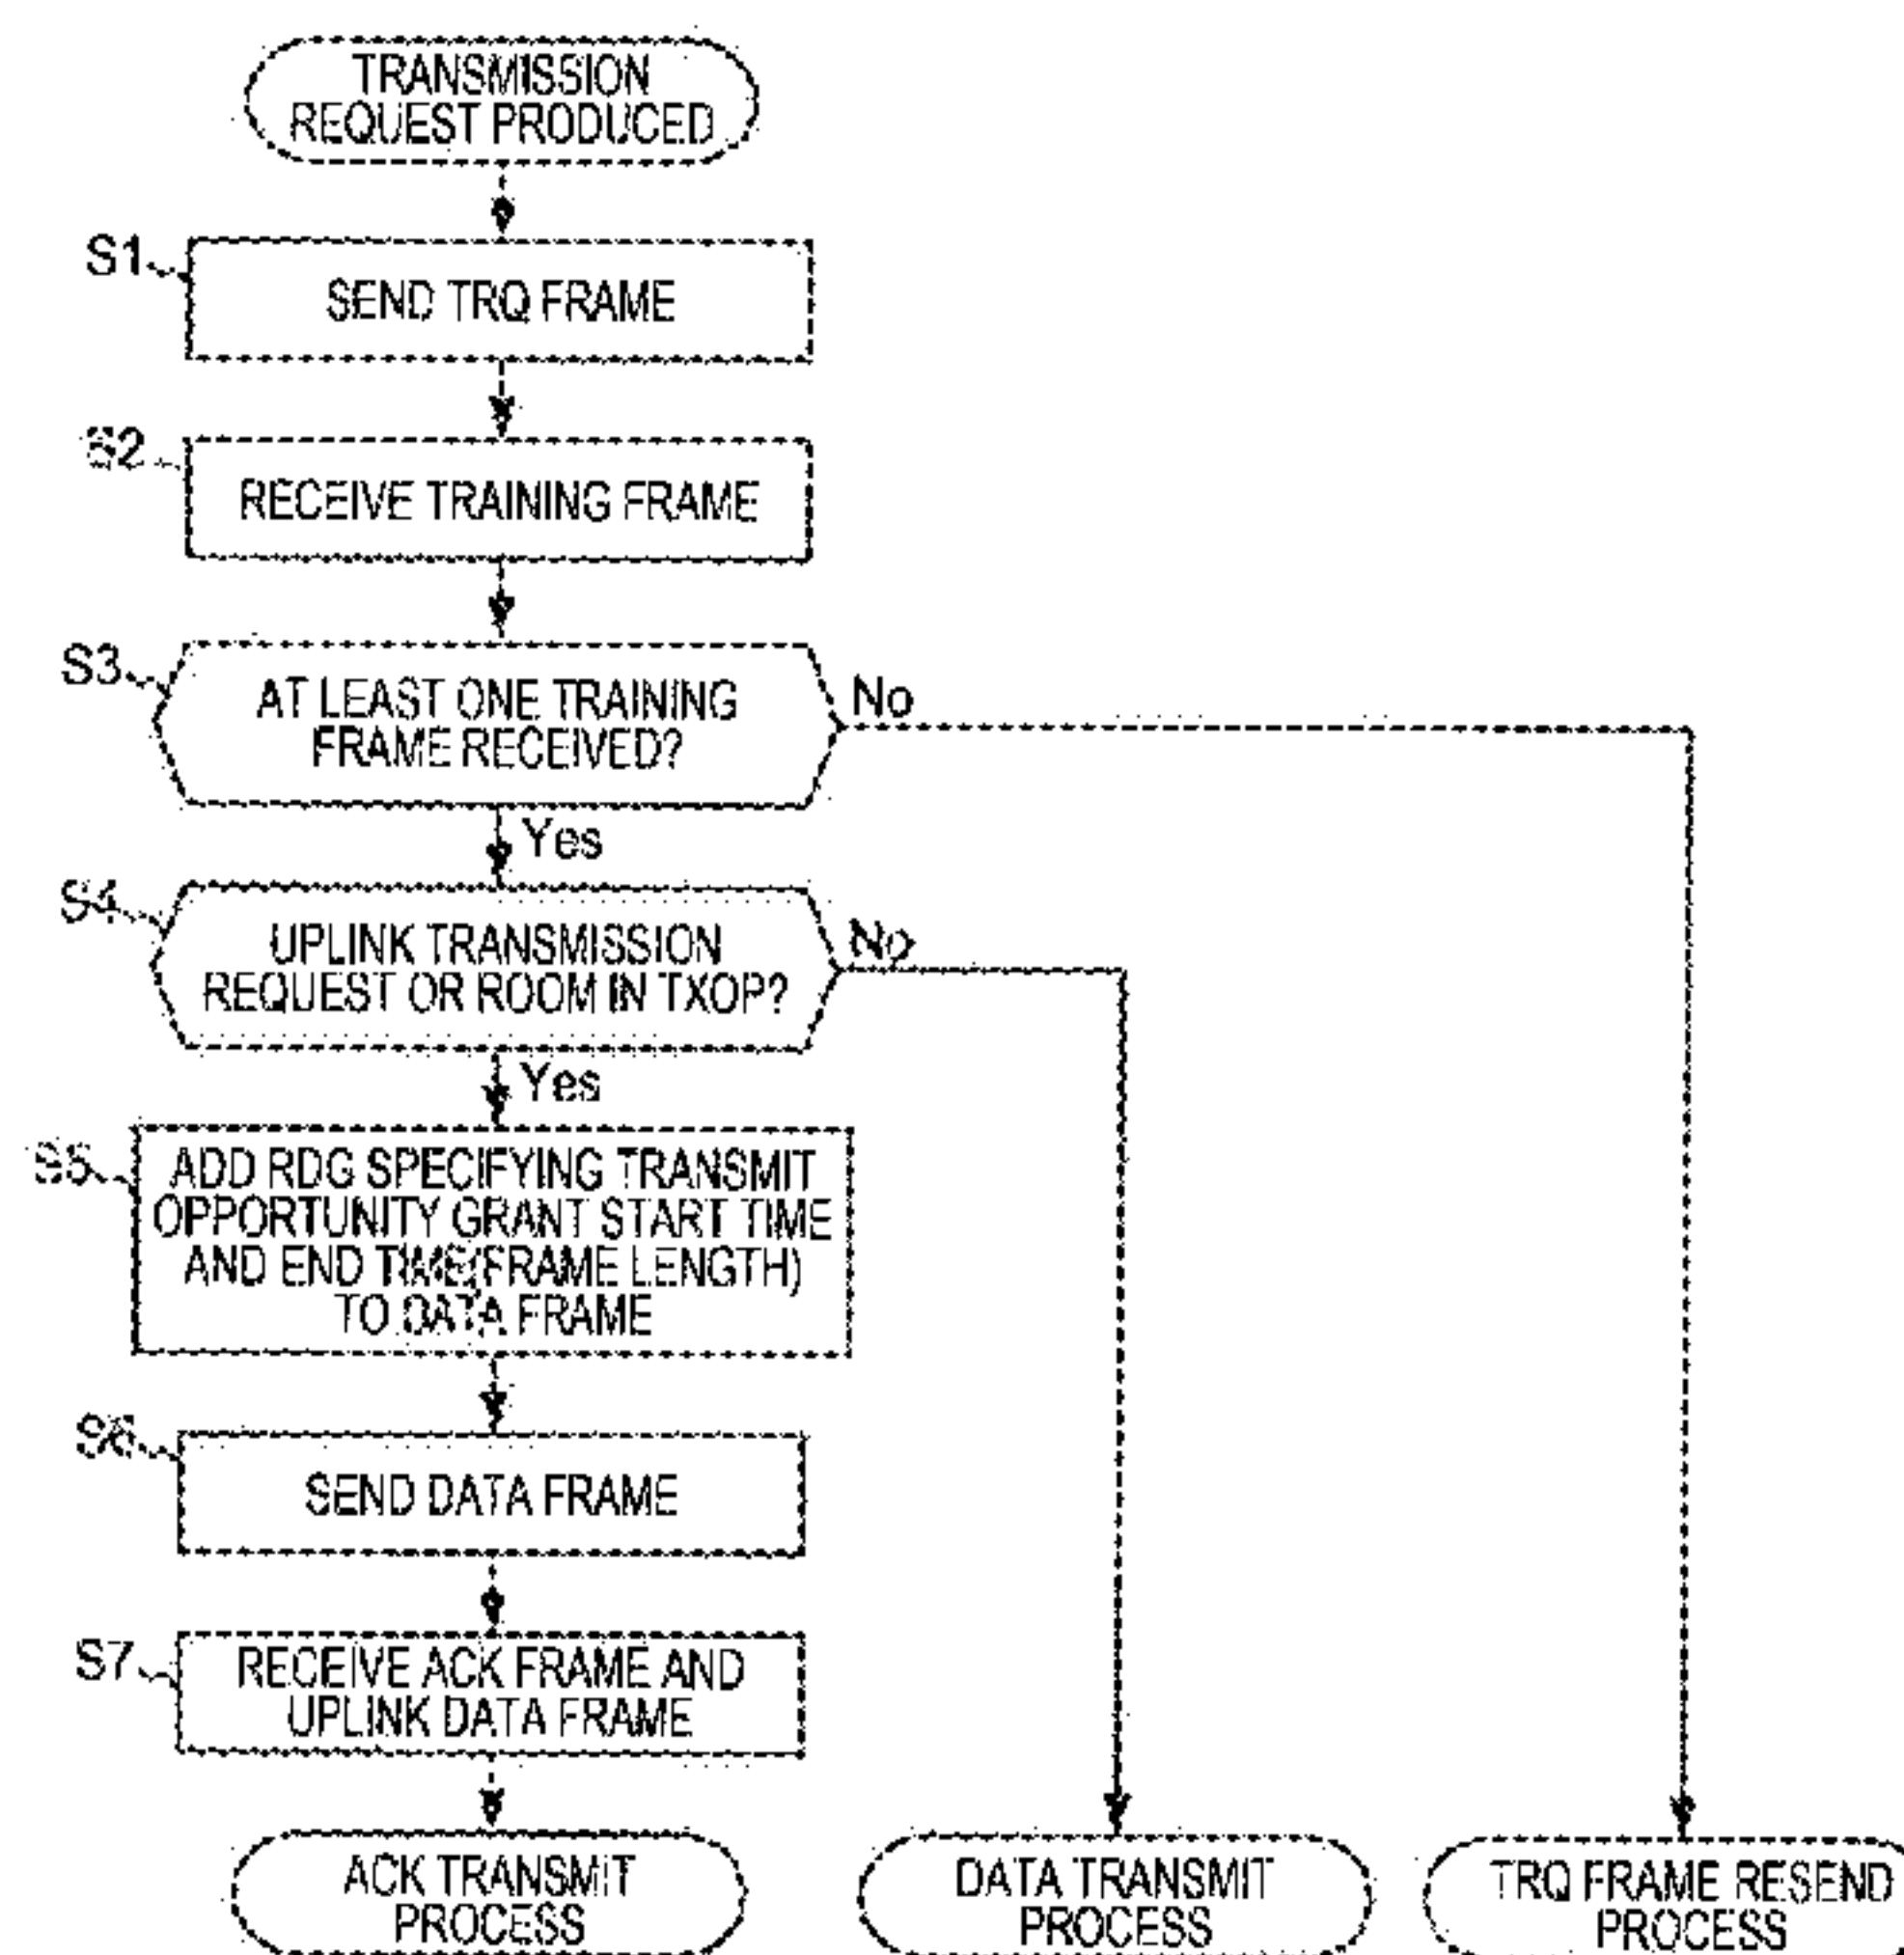 TRANSMISSION
REQUEST PRODUCED
S1
SEND TRQ FRAME
S2
RECEIVE TRAINING FRAME
S3
AT LEAST ONE TRAINING
FRAME RECEIVED?
No
Yes
S4
UPLINK TRANSMISSION
REQUEST OR ROOM IN TXOP?
No
Yes
S5
ADD RDG SPECIFYING TRANSMIT
OPPORTUNITY GRANT START TIME
AND END TIME(FRAME LENGTH)
TO DATA FRAME
S6
SEND DATA FRAME
S7
RECEIVE ACK FRAME AND
UPLINK DATA FRAME
ACK TRANSMIT
PROCESS
DATA TRANSMIT
PROCESS
TRQ FRAME RESEND
PROCESS